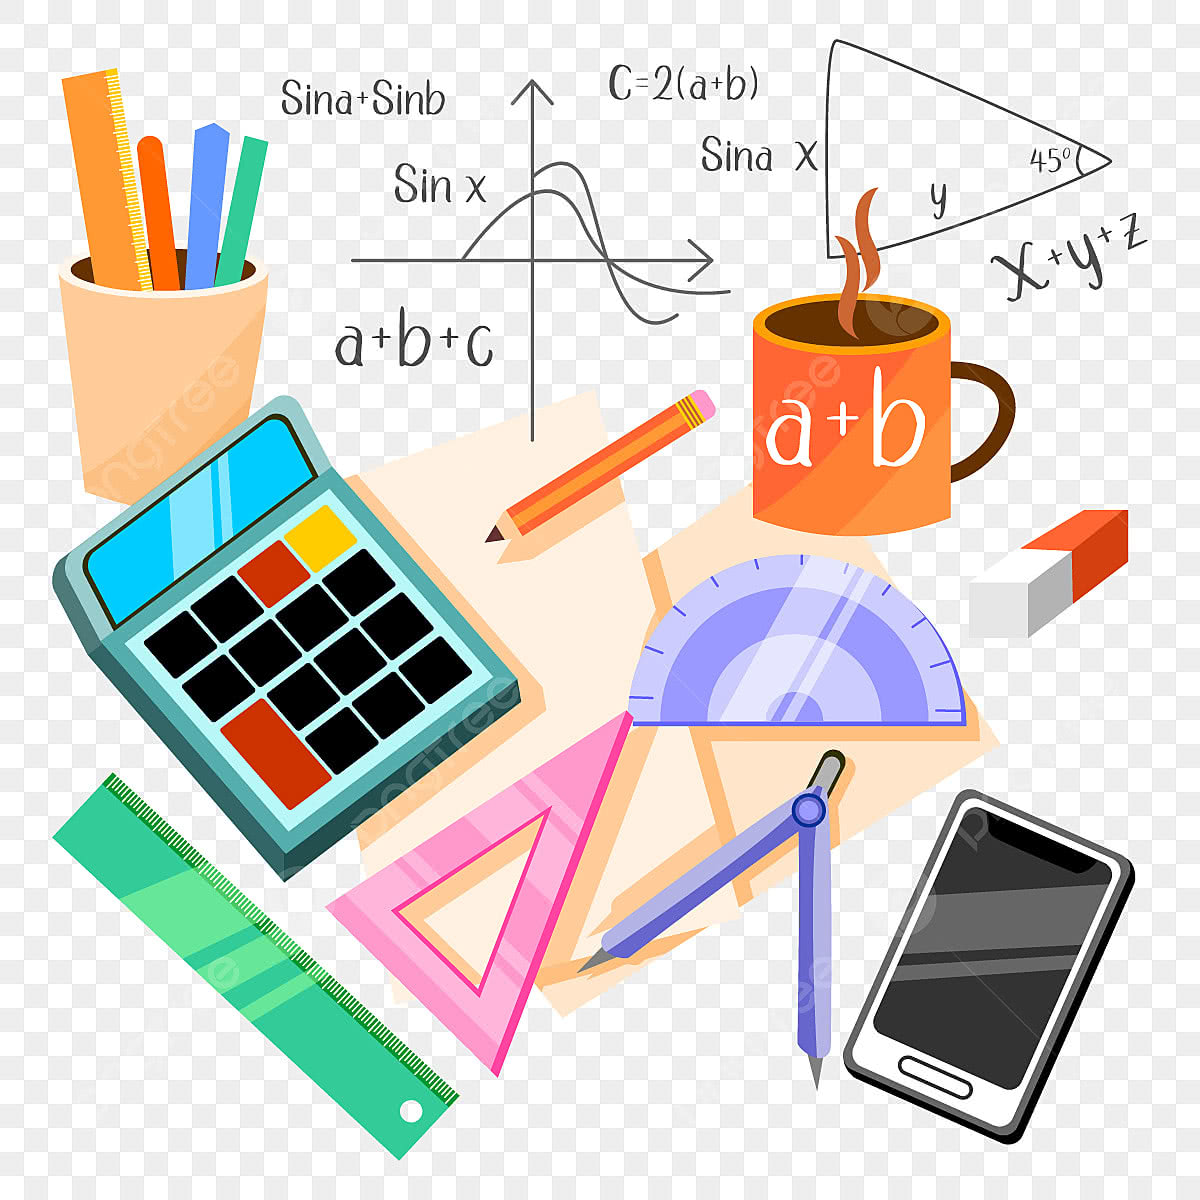 Sina+Sinb
C=2(a+b)
Sin x
Sina X
45°
y
X+y+z
a+b+c
a+b